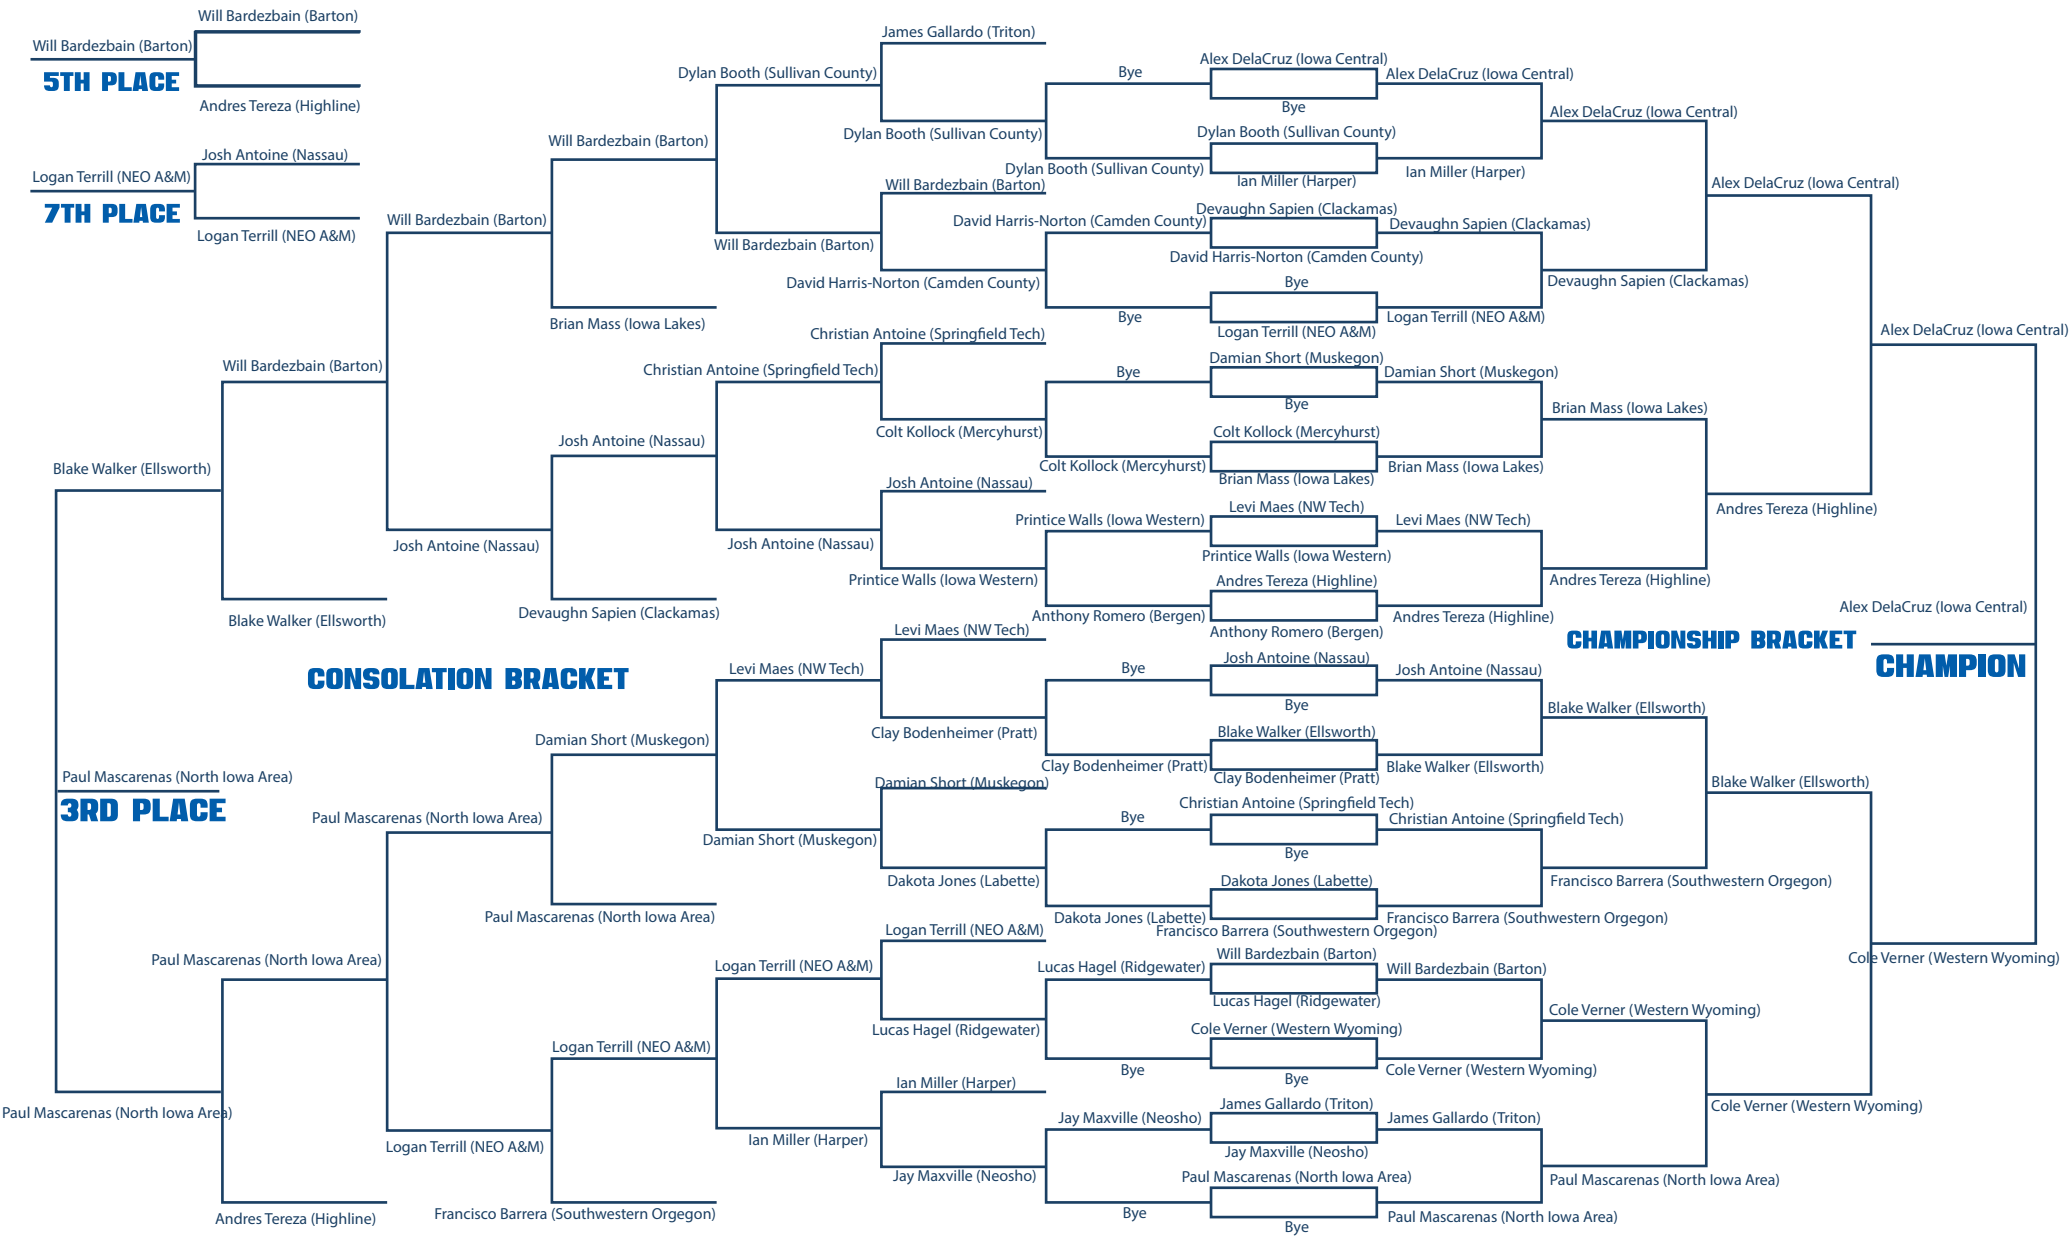 Will Bardezbain (Barton)
Will Bardezbain (Barton)
5TH PLACE
Andres Tereza (Highline)
Josh Antoine (Nassau)
Logan Terrill (NEO A&M)
7TH PLACE
Logan Terrill (NEO A&M)
Blake Walker (Ellsworth)
Paul Mascarenas (North Iowa Area)
3RD PLACE
Paul Mascarenas (North Iowa Area)
Will Bardezbain (Barton)
Blake Walker (Ellsworth)
CONSOLATION BRACKET
Paul Mascarenas (North Iowa Area)
Andres Tereza (Highline)
Will Bardezbain (Barton)
Josh Antoine (Nassau)
Paul Mascarenas (North Iowa Area)
Logan Terrill (NEO A&M)
Will Bardezbain (Barton)
Brian Mass (Iowa Lakes)
Josh Antoine (Nassau)
Devaughn Sapien (Clackamas)
Damian Short (Muskegon)
Paul Mascarenas (North Iowa Area)
Logan Terrill (NEO A&M)
Francisco Barrera (Southwestern Orgegon)
Dylan Booth (Sullivan County)
Will Bardezbain (Barton)
Christian Antoine (Springfield Tech)
Josh Antoine (Nassau)
Levi Maes (NW Tech)
Damian Short (Muskegon)
Logan Terrill (NEO A&M)
Ian Miller (Harper)
James Gallardo (Triton)
Dylan Booth (Sullivan County)
Will Bardezbain (Barton)
David Harris-Norton (Camden County)
Christian Antoine (Springfield Tech)
Colt Kollock (Mercyhurst)
Josh Antoine (Nassau)
Printice Walls (Iowa Western)
Levi Maes (NW Tech)
Clay Bodenheimer (Pratt)
Damian Short (Muskegon)
Dakota Jones (Labette)
Logan Terrill (NEO A&M)
Lucas Hagel (Ridgewater)
Ian Miller (Harper)
Jay Maxville (Neosho)
Bye
Dylan Booth (Sullivan County)
David Harris-Norton (Camden County)
Bye
Bye
Colt Kollock (Mercyhurst)
Printice Walls (Iowa Western)
Anthony Romero (Bergen)
Bye
Clay Bodenheimer (Pratt)
Bye
Dakota Jones (Labette)
Lucas Hagel (Ridgewater)
Bye
Jay Maxville (Neosho)
Bye
Alex DelaCruz (Iowa Central)
Bye
Dylan Booth (Sullivan County)
Ian Miller (Harper)
Devaughn Sapien (Clackamas)
David Harris-Norton (Camden County)
Bye
Logan Terrill (NEO A&M)
Damian Short (Muskegon)
Bye
Colt Kollock (Mercyhurst)
Brian Mass (Iowa Lakes)
Levi Maes (NW Tech)
Printice Walls (Iowa Western)
Andres Tereza (Highline)
Anthony Romero (Bergen)
Josh Antoine (Nassau)
Bye
Blake Walker (Ellsworth)
Clay Bodenheimer (Pratt)
Christian Antoine (Springfield Tech)
Bye
Dakota Jones (Labette)
Francisco Barrera (Southwestern Orgegon)
Will Bardezbain (Barton)
Lucas Hagel (Ridgewater)
Cole Verner (Western Wyoming)
Bye
James Gallardo (Triton)
Jay Maxville (Neosho)
Paul Mascarenas (North Iowa Area)
Bye
Alex DelaCruz (Iowa Central)
Ian Miller (Harper)
Devaughn Sapien (Clackamas)
Logan Terrill (NEO A&M)
Damian Short (Muskegon)
Brian Mass (Iowa Lakes)
Levi Maes (NW Tech)
Andres Tereza (Highline)
Josh Antoine (Nassau)
Blake Walker (Ellsworth)
Christian Antoine (Springfield Tech)
Francisco Barrera (Southwestern Orgegon)
Will Bardezbain (Barton)
Cole Verner (Western Wyoming)
James Gallardo (Triton)
Paul Mascarenas (North Iowa Area)
Alex DelaCruz (Iowa Central)
Devaughn Sapien (Clackamas)
Brian Mass (Iowa Lakes)
Andres Tereza (Highline)
Blake Walker (Ellsworth)
Francisco Barrera (Southwestern Orgegon)
Cole Verner (Western Wyoming)
Paul Mascarenas (North Iowa Area)
Alex DelaCruz (Iowa Central)
Andres Tereza (Highline)
Blake Walker (Ellsworth)
Cole Verner (Western Wyoming)
Alex DelaCruz (Iowa Central)
Cole Verner (Western Wyoming)
Alex DelaCruz (Iowa Central)
CHAMPIONSHIP BRACKET
CHAMPION